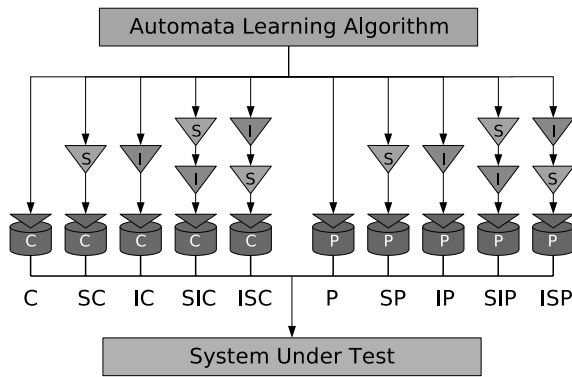 Automata Learning Algorithm
S I S I
S I I S S I I S
C C C C C P P P P P
C SC IC SIC ISC P SP IP SIP ISP
System Under Test